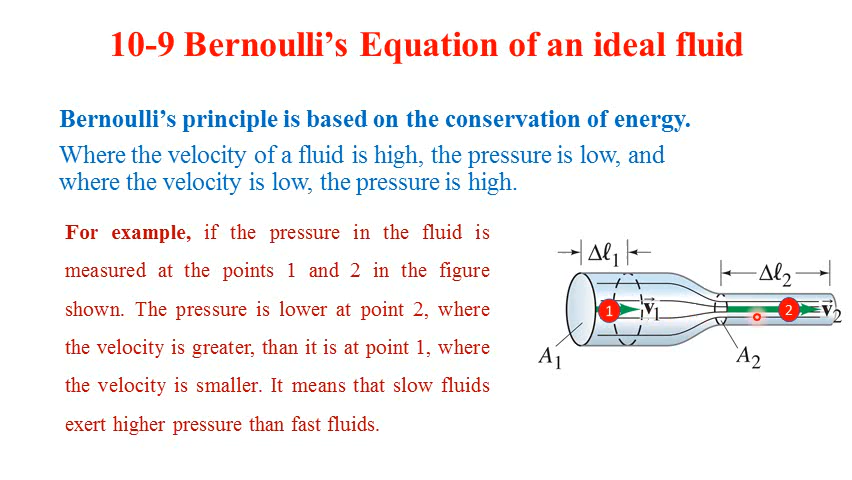 10-9 Bernoulli’s Equation of an ideal fluid
Bernoulli’s principle is based on the conservation of energy.
Where the velocity of a fluid is high, the pressure is low, and
where the velocity is low, the pressure is high.
For example, if the pressure in the fluid is
measured at the points 1 and 2 in the figure
shown. The pressure is lower at point 2, where
the velocity is greater, than it is at point 1, where
the velocity is smaller. It means that slow fluids
exert higher pressure than fast fluids.
Δℓ₁
Δℓ₂
1
v⃗₁
2
v⃗₂
A₁
A₂